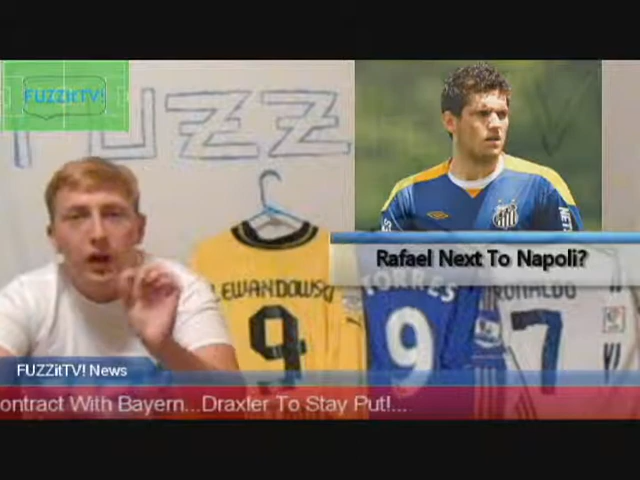 FUZZitTV!
FUZZ
Rafael Next To Napoli?
LEWANDOWSKI
9
TORRES
9
RONALDO
7
FUZZitTV! News
ontract With Bayern...Draxler To Stay Put!...